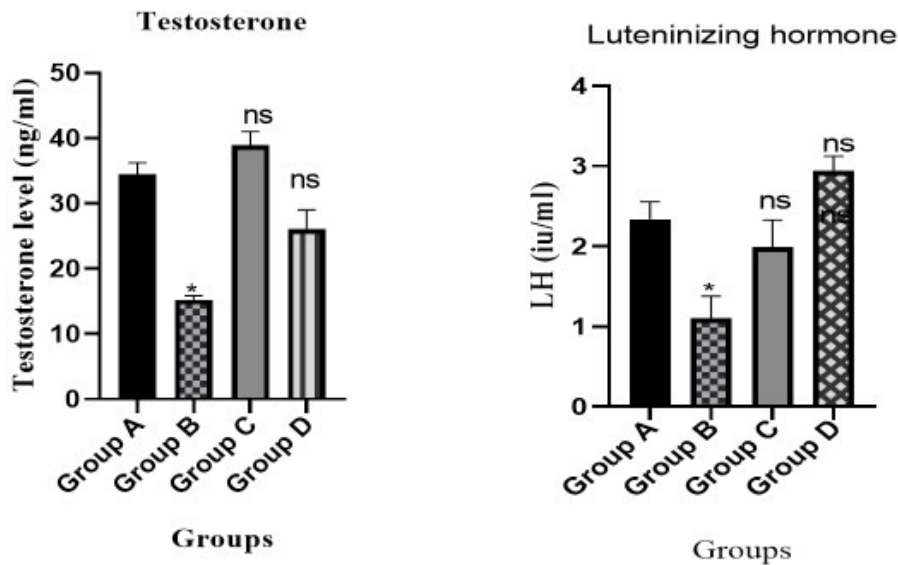 Testosterone
Testosterone level (ng/ml)
50
40
30
20
10
0
ns
ns
*
Group A
Group B
Group C
Group D
Groups
Luteninizing hormone
LH (iu/ml)
4
3
2
1
0
ns
ns
ns
*
Group A
Group B
Group C
Group D
Groups